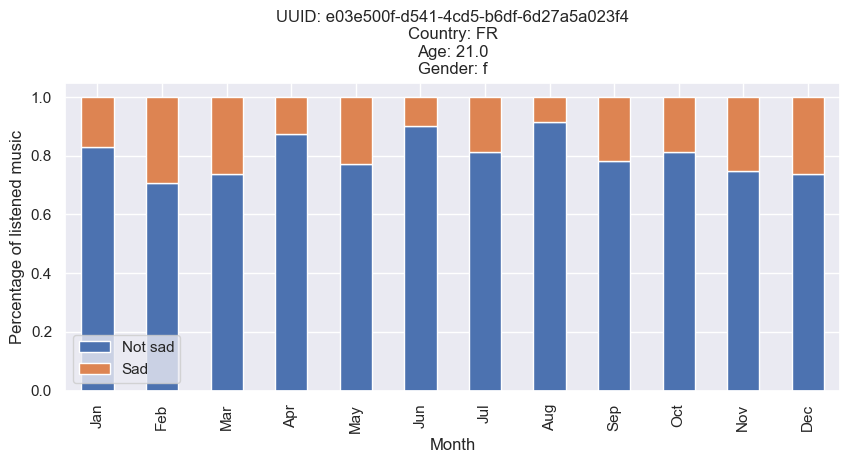 UUID: e03e500f-d541-4cd5-b6df-6d27a5a023f4
Country: FR
Age: 21.0
Gender: f
Percentage of listened music
1.0
0.8
0.6
0.4
0.2
0.0
Not sad
Sad
Jan
Feb
Mar
Apr
May
Jun
Jul
Aug
Sep
Oct
Nov
Dec
Month